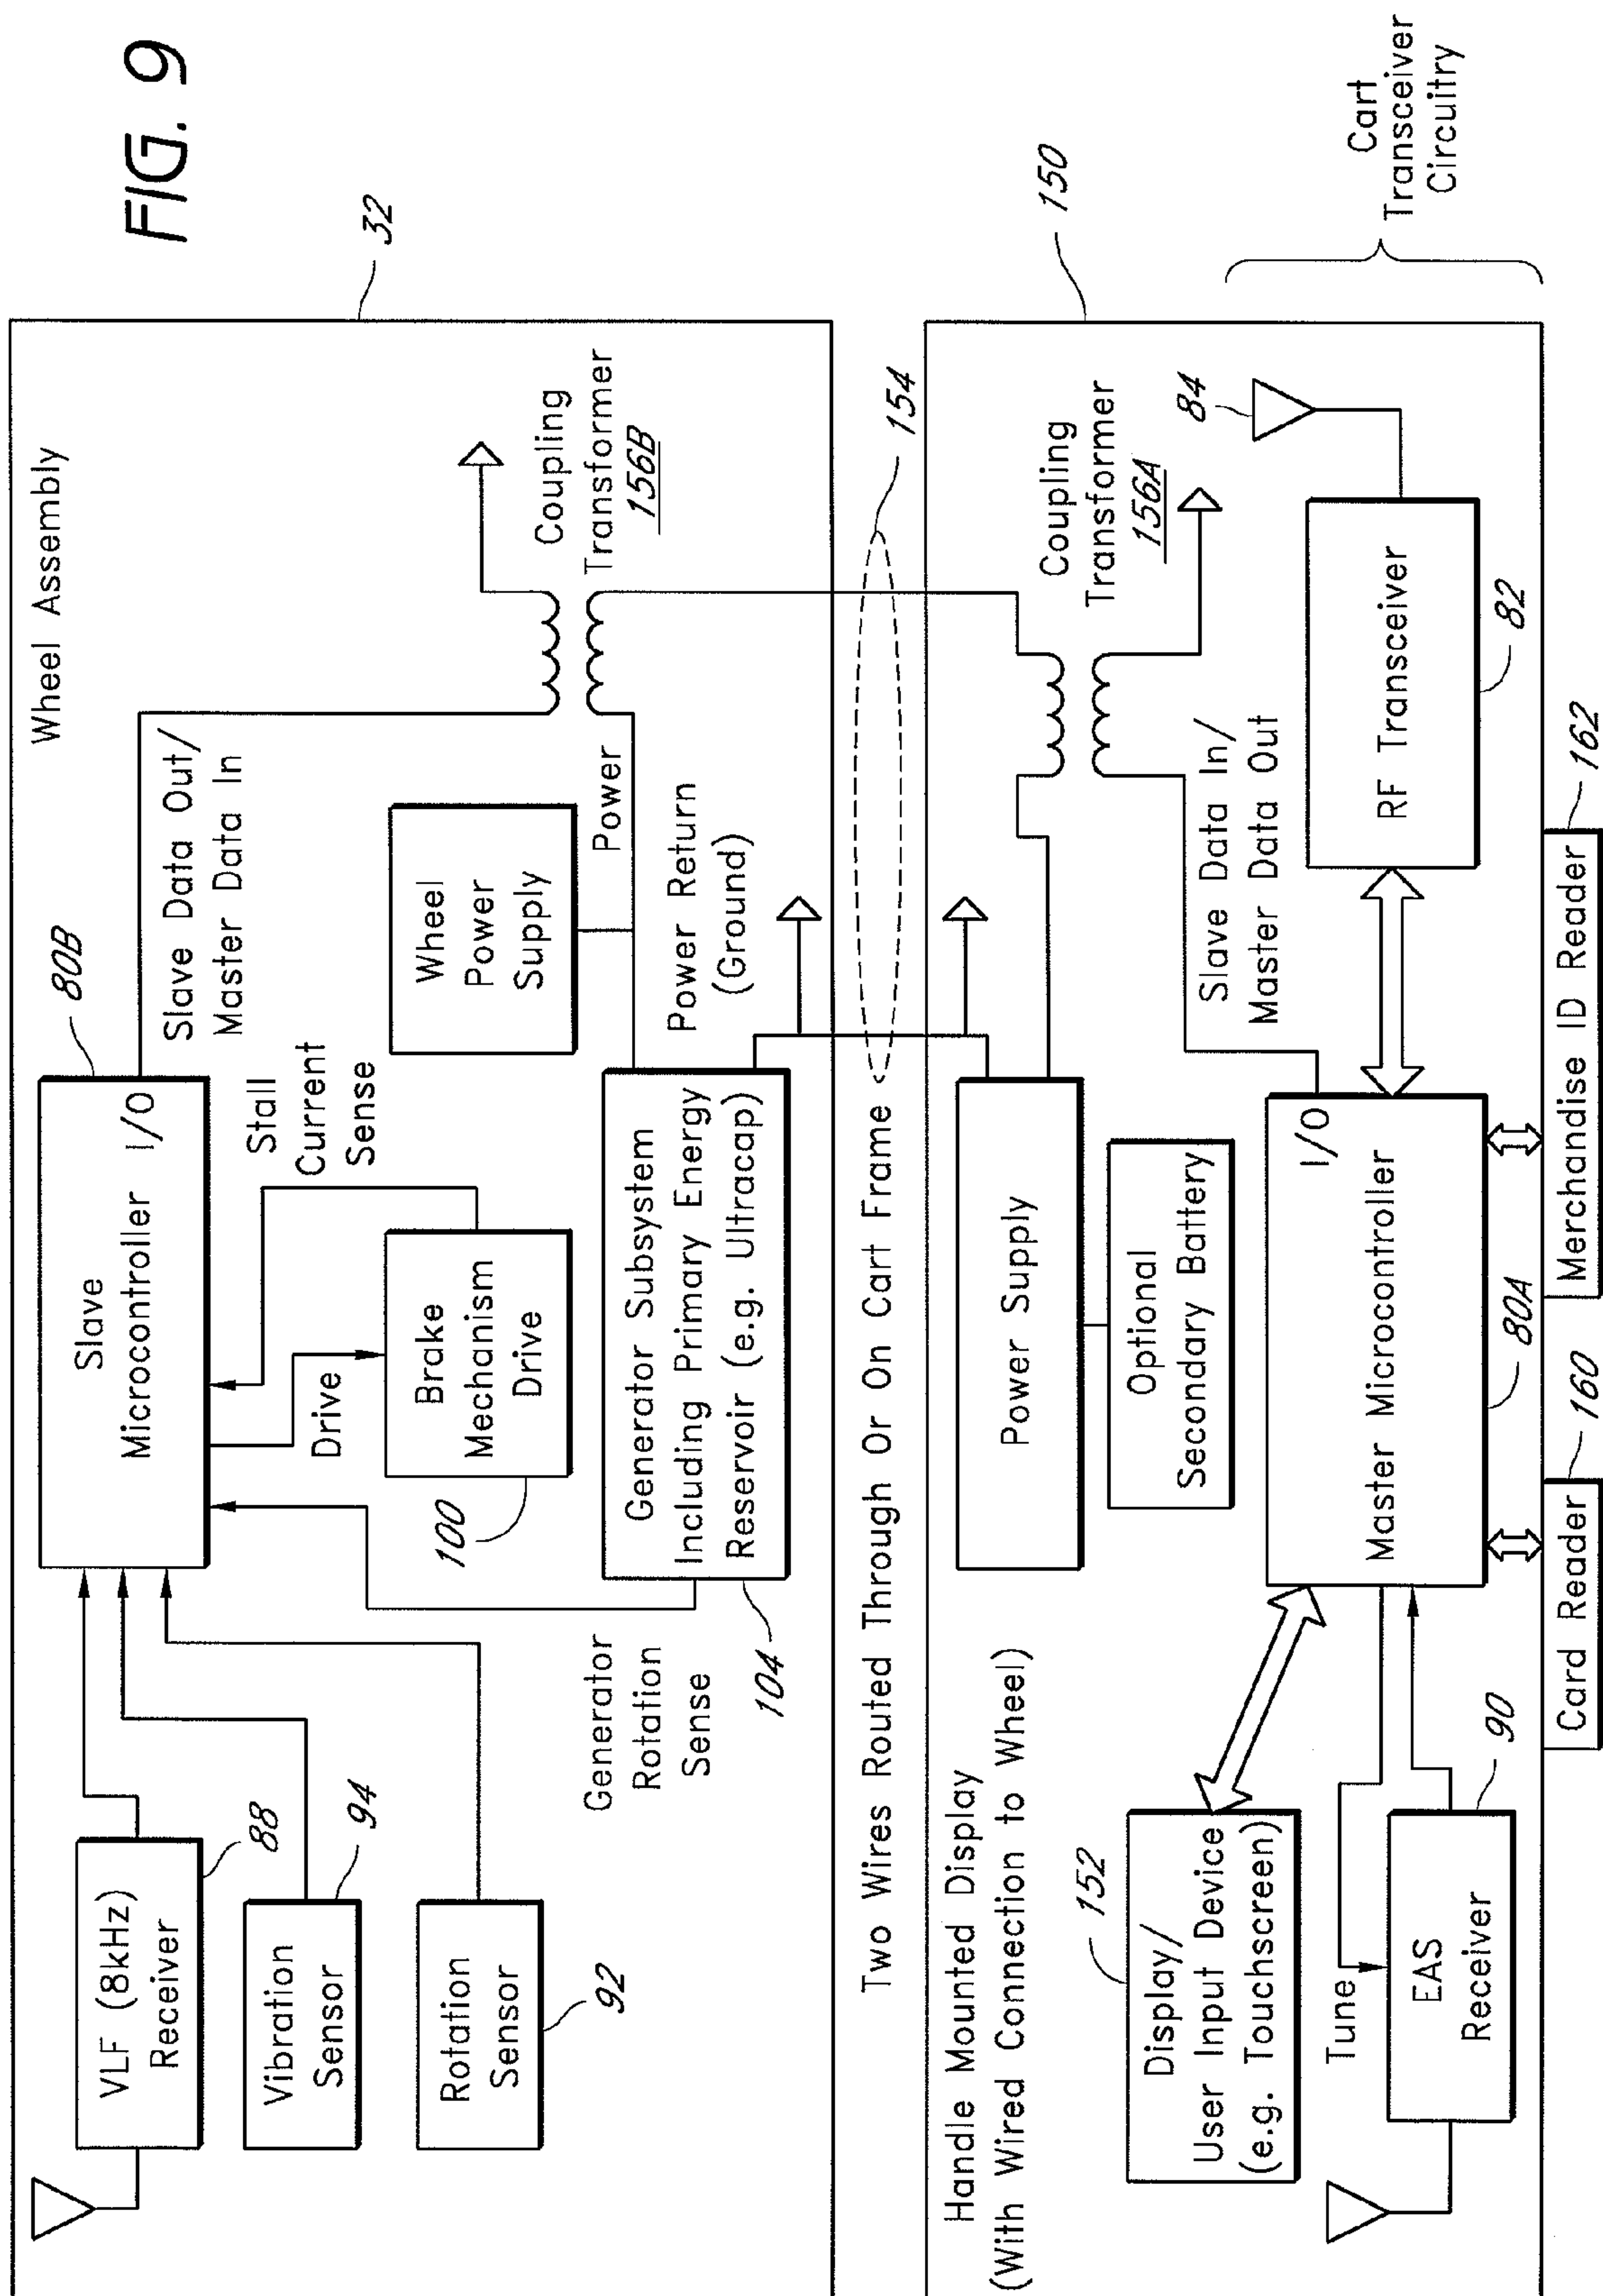 FIG. 9
Wheel Assembly
32
VLF (8kHz)
Receiver
88
Vibration
Sensor
94
Rotation
Sensor
92
Slave
Microcontroller
I/O
80B
Slave Data Out/
Master Data In
Stall
Current
Sense
Drive
Brake
Mechanism
Drive
100
Wheel
Power
Supply
Power
Coupling
Transformer
156B
Generator
Rotation
Sense
Generator Subsystem
Including Primary Energy
Reservoir (e.g. Ultracap)
104
Power Return
(Ground)
Two Wires Routed Through Or On Cart Frame
154
Handle Mounted Display
(With Wired Connection to Wheel)
150
Power Supply
Optional
Secondary Battery
Coupling
Transformer
156A
84
Slave Data In/
Master Data Out
Display/
User Input Device
(e.g. Touchscreen)
152
Tune
EAS
Receiver
90
I/O
Master Microcontroller
80A
RF Transceiver
82
Cart
Transceiver
Circuitry
Card Reader
160
Merchandise ID Reader
162